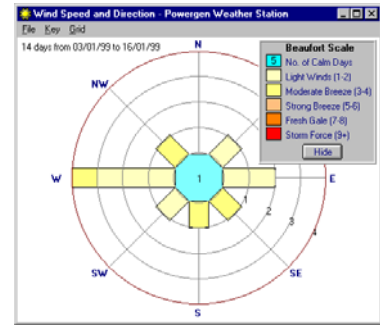 Wind Speed and Direction - Powergen Weather Station
File Key Grid
14 days from 03/01/99 to 16/01/99
Beaufort Scale
5 No. of Calm Days
Light Winds (1-2)
Moderate Breeze (3-4)
Strong Breeze (5-6)
Fresh Gale (7-8)
Storm Force (9+)
Hide
N
NW
W
1
E
1
2
3
4
SW
SE
S